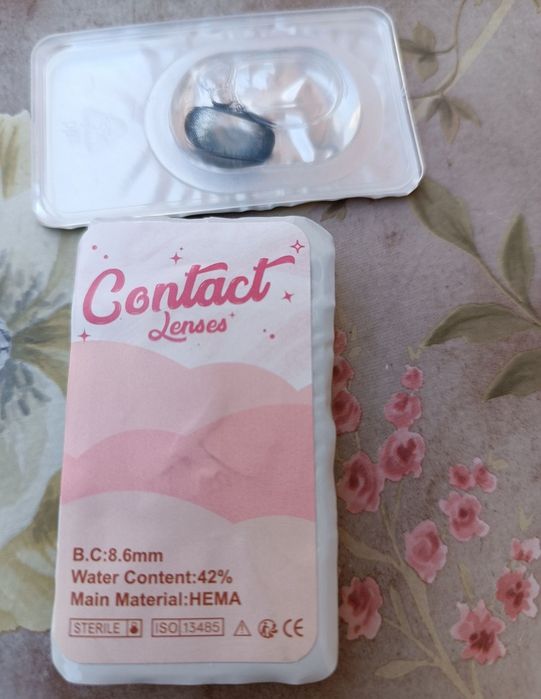 Contact
Lenses
B.C:8.6mm
Water Content:42%
Main Material:HEMA
STERILE ISO 13485 CE